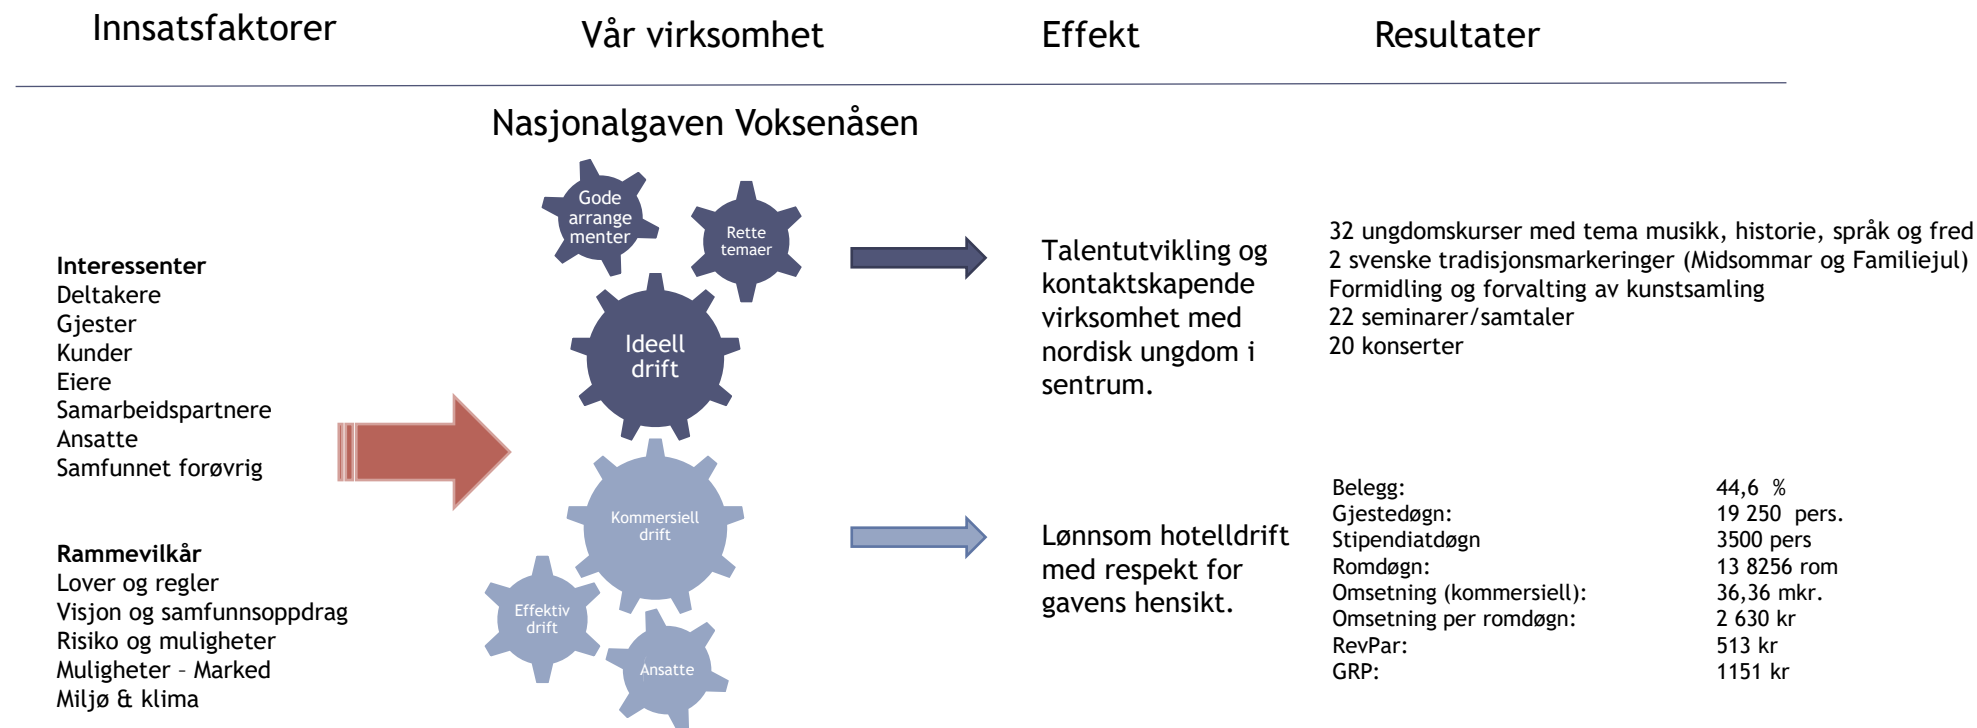 Innsatsfaktorer
Vår virksomhet
Effekt
Resultater
Nasjonalgaven Voksenåsen
Interessenter
Deltakere
Gjester
Kunder
Eiere
Samarbeidspartnere
Ansatte
Samfunnet forøvrig
Rammevilkår
Lover og regler
Visjon og samfunnsoppdrag
Risiko og muligheter
Muligheter – Marked
Miljø & klima
Gode
arrange
menter
Rette
temaer
Ideell
drift
Kommersiell
drift
Effektiv
drift
Ansatte
Talentutvikling og
kontaktskapende
virksomhet med
nordisk ungdom i
sentrum.
Lønnsom hotelldrift
med respekt for
gavens hensikt.
32 ungdomskurser med tema musikk, historie, språk og fred
2 svenske tradisjonsmarkeringer (Midsommar og Familiejul)
Formidling og forvalting av kunstsamling
22 seminarer/samtaler
20 konserter
Belegg: 44,6 %
Gjestedøgn: 19 250 pers.
Stipendiatdøgn 3500 pers
Romdøgn: 13 8256 rom
Omsetning (kommersiell): 36,36 mkr.
Omsetning per romdøgn: 2 630 kr
RevPar: 513 kr
GRP: 1151 kr